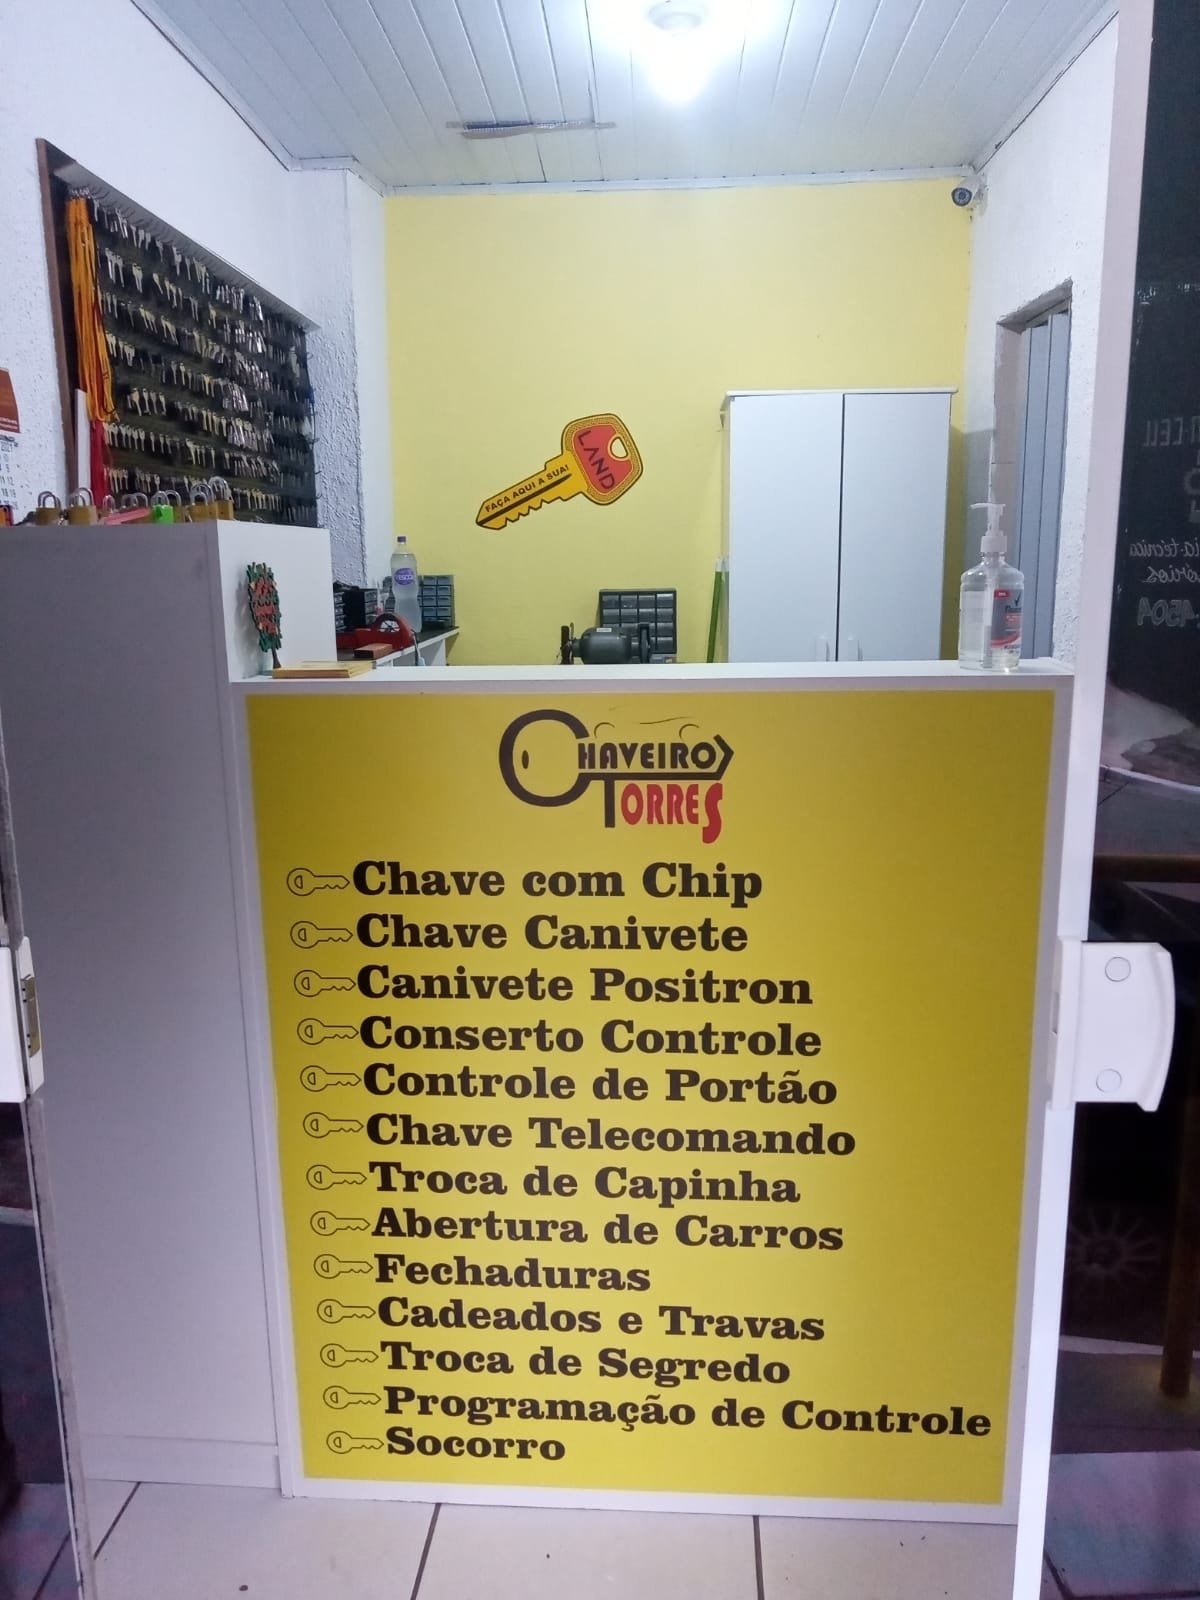 LAND
FAÇA AQUI A SUA!
CHAVEIRO
TORRES
Chave com Chip
Chave Canivete
Canivete Positron
Conserto Controle
Controle de Portão
Chave Telecomando
Troca de Capinha
Abertura de Carros
Fechaduras
Cadeados e Travas
Troca de Segredo
Programação de Controle
Socorro